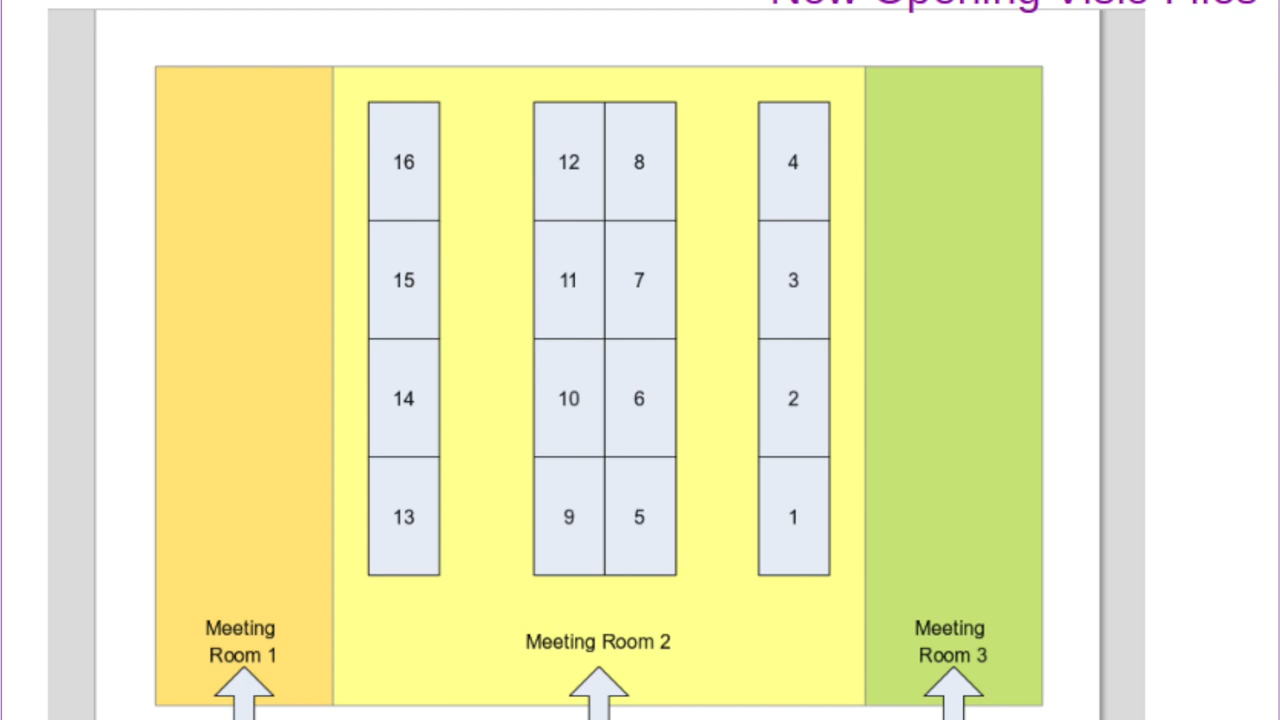 16 12 8 4
15 11 7 3
14 10 6 2
13 9 5 1
Meeting
Room 1
Meeting Room 2
Meeting
Room 3